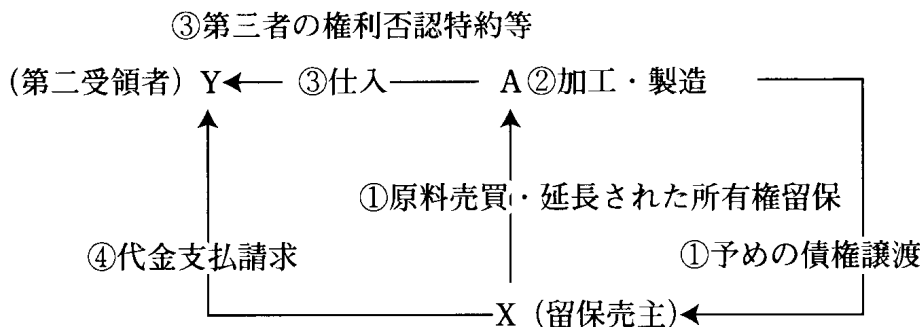 ③第三者の権利否認特約等
（第二受領者）Y ③仕入 A②加工・製造
①原料売買・延長された所有権留保
④代金支払請求 ①予めの債権譲渡
X（留保売主）